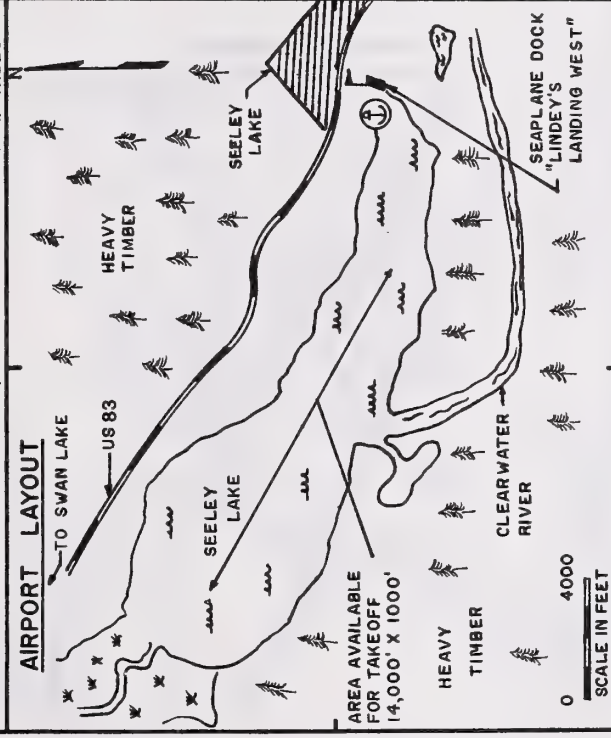 AIRPORT LAYOUT
TO SWAN LAKE
US 83
HEAVY
TIMBER
N
SEELEY
LAKE
SEELEY
LAKE
AREA AVAILABLE
FOR TAKEOFF
14,000' X 1000'
HEAVY
TIMBER
CLEARWATER
RIVER
SEAPLANE DOCK
"LINDEY'S
LANDING WEST"
0 4000
SCALE IN FEET